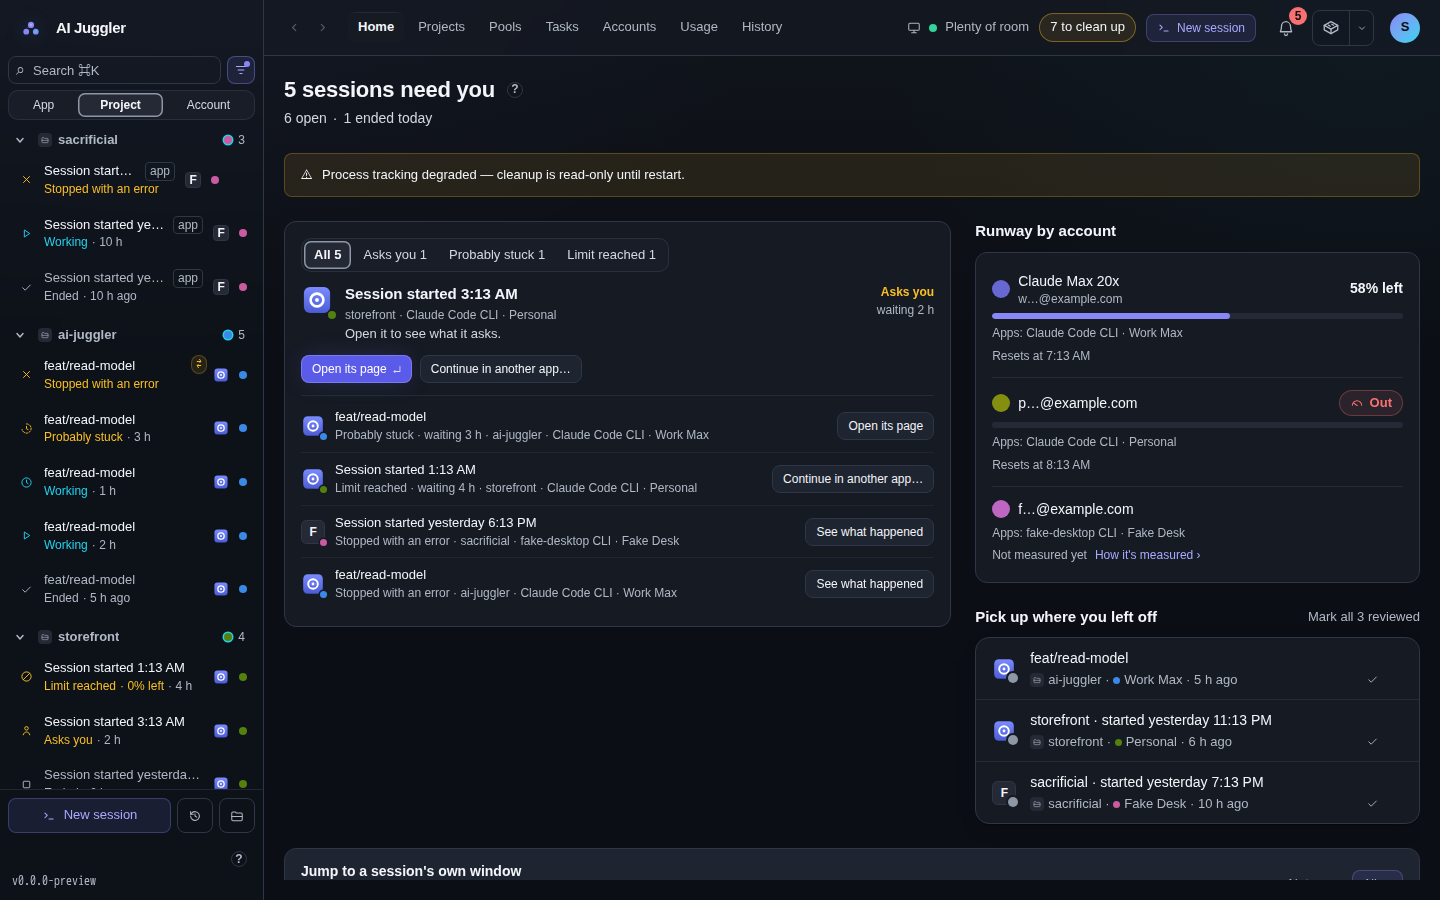 AI Juggler
Search ⌘K
App
Project
Account
sacrificial
3
Session start…
app
F
Stopped with an error
Session started ye…
app
F
Working · 10 h
Session started ye…
app
F
Ended · 10 h ago
ai-juggler
5
feat/read-model
Stopped with an error
feat/read-model
Probably stuck · 3 h
feat/read-model
Working · 1 h
feat/read-model
Working · 2 h
feat/read-model
Ended · 5 h ago
storefront
4
Session started 1:13 AM
Limit reached · 0% left · 4 h
Session started 3:13 AM
Asks you · 2 h
Session started yesterda…
New session
?
v0.0.0-preview
Home
Projects
Pools
Tasks
Accounts
Usage
History
Plenty of room
7 to clean up
New session
5
S
5 sessions need you
?
6 open · 1 ended today
Process tracking degraded — cleanup is read-only until restart.
All 5
Asks you 1
Probably stuck 1
Limit reached 1
Session started 3:13 AM
Asks you
storefront · Claude Code CLI · Personal
waiting 2 h
Open it to see what it asks.
Open its page
Continue in another app…
feat/read-model
Probably stuck · waiting 3 h · ai-juggler · Claude Code CLI · Work Max
Open its page
Session started 1:13 AM
Limit reached · waiting 4 h · storefront · Claude Code CLI · Personal
Continue in another app…
F
Session started yesterday 6:13 PM
Stopped with an error · sacrificial · fake-desktop CLI · Fake Desk
See what happened
feat/read-model
Stopped with an error · ai-juggler · Claude Code CLI · Work Max
See what happened
Runway by account
Claude Max 20x
w…@example.com
58% left
Apps: Claude Code CLI · Work Max
Resets at 7:13 AM
p…@example.com
Out
Apps: Claude Code CLI · Personal
Resets at 8:13 AM
f…@example.com
Apps: fake-desktop CLI · Fake Desk
Not measured yet
How it's measured ›
Pick up where you left off
Mark all 3 reviewed
feat/read-model
ai-juggler · Work Max · 5 h ago
storefront · started yesterday 11:13 PM
storefront · Personal · 6 h ago
F
sacrificial · started yesterday 7:13 PM
sacrificial · Fake Desk · 10 h ago
Jump to a session's own window